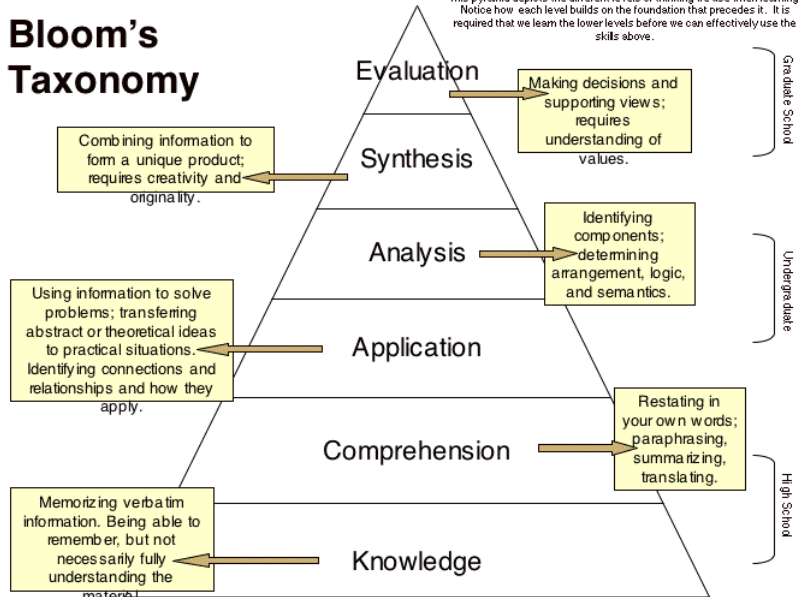 This pyramid depicts the different levels of thinking we use when learning.
Notice how each level builds on the foundation that precedes it. It is
required that we learn the lower levels before we can effectively use the
skills above.
Bloom's
Taxonomy
Evaluation
Making decisions and
supporting views;
requires
understanding of
values.
Graduate School
Combining information to
form a unique product;
requires creativity and
originality.
Synthesis
Identifying
components;
determining
arrangement, logic,
and semantics.
Analysis
Undergraduate
Using information to solve
problems; transferring
abstract or theoretical ideas
to practical situations.
Identifying connections and
relationships and how they
apply.
Application
Restating in
your own words;
paraphrasing,
summarizing,
translating.
Comprehension
High School
Memorizing verbatim
information. Being able to
remember, but not
necessarily fully
understanding the
material.
Knowledge